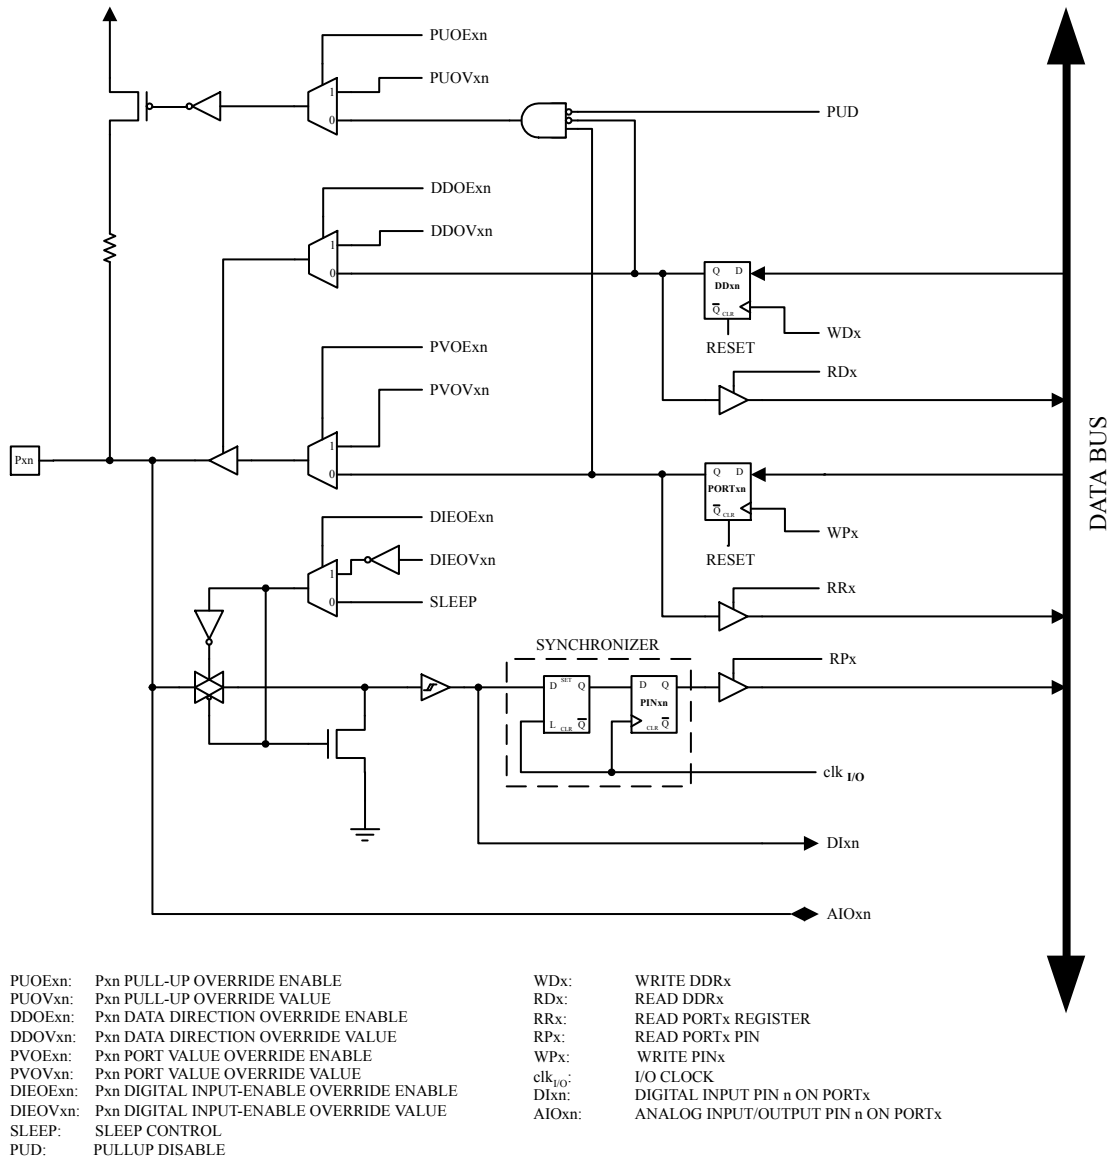 PUOExn
PUOVxn
1
0
PUD
DDOExn
DDOVxn
1
0
Q D
DDxn
Q CLR
WDx
RESET
RDx
PVOExn
PVOVxn
1
0
Pxn
Q D
PORTxn
Q CLR
WPx
RESET
DIEOExn
DIEOVxn
1
0
SLEEP
RRx
SYNCHRONIZER
RPx
D SET Q
L CLR Q
D Q
PINxn
CLR Q
clk I/O
DIxn
AIOxn
DATA BUS
PUOExn: Pxn PULL-UP OVERRIDE ENABLE
PUOVxn: Pxn PULL-UP OVERRIDE VALUE
DDOExn: Pxn DATA DIRECTION OVERRIDE ENABLE
DDOVxn: Pxn DATA DIRECTION OVERRIDE VALUE
PVOExn: Pxn PORT VALUE OVERRIDE ENABLE
PVOVxn: Pxn PORT VALUE OVERRIDE VALUE
DIEOExn: Pxn DIGITAL INPUT-ENABLE OVERRIDE ENABLE
DIEOVxn: Pxn DIGITAL INPUT-ENABLE OVERRIDE VALUE
SLEEP: SLEEP CONTROL
PUD: PULLUP DISABLE
WDx: WRITE DDRx
RDx: READ DDRx
RRx: READ PORTx REGISTER
RPx: READ PORTx PIN
WPx: WRITE PINx
clk I/O: I/O CLOCK
DIxn: DIGITAL INPUT PIN n ON PORTx
AIOxn: ANALOG INPUT/OUTPUT PIN n ON PORTx